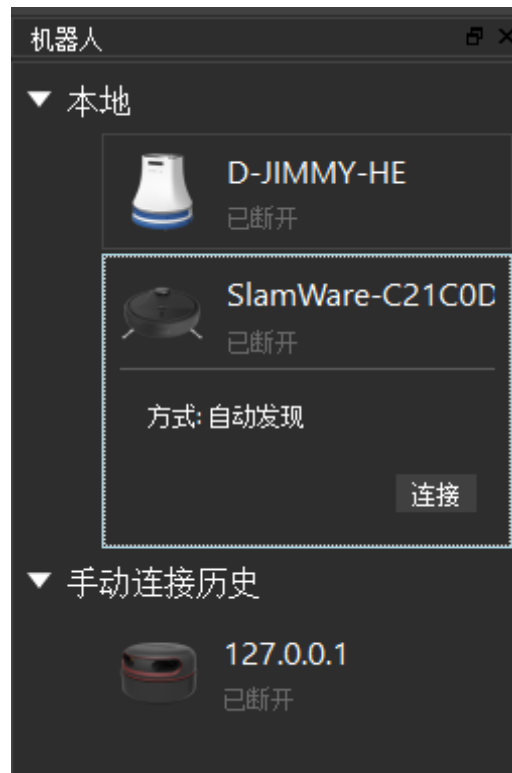 机器人
本地
D-JIMMY-HE
已断开
SlamWare-C21C0D
已断开
方式: 自动发现
连接
手动连接历史
127.0.0.1
已断开